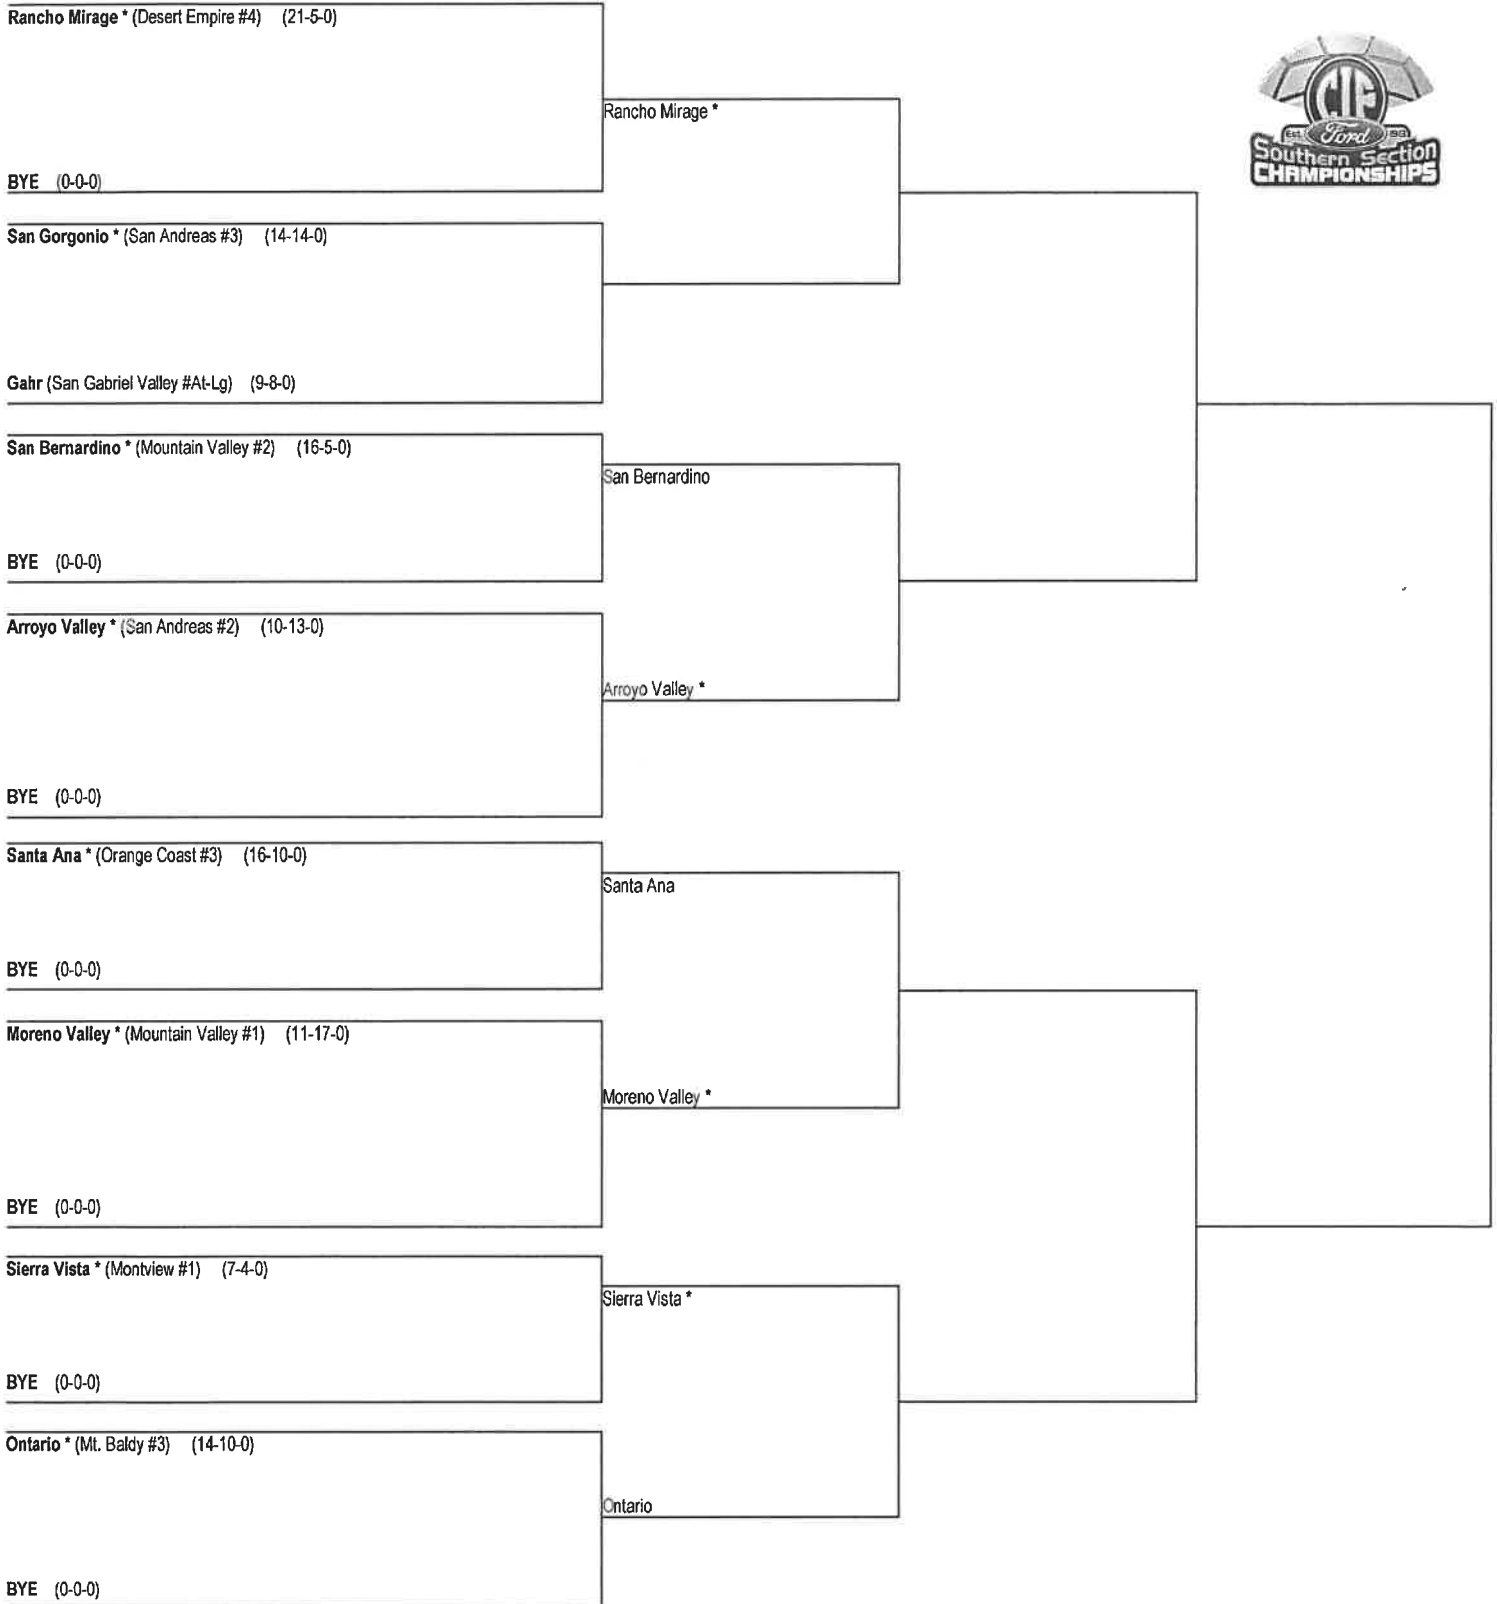 Rancho Mirage * (Desert Empire #4) (21-5-0)
BYE (0-0-0)
San Gorgonio * (San Andreas #3) (14-14-0)
Gahr (San Gabriel Valley #At-Lg) (9-8-0)
San Bernardino * (Mountain Valley #2) (16-5-0)
BYE (0-0-0)
Arroyo Valley * (San Andreas #2) (10-13-0)
BYE (0-0-0)
Santa Ana * (Orange Coast #3) (16-10-0)
BYE (0-0-0)
Moreno Valley * (Mountain Valley #1) (11-17-0)
BYE (0-0-0)
Sierra Vista * (Montview #1) (7-4-0)
BYE (0-0-0)
Ontario * (Mt. Baldy #3) (14-10-0)
BYE (0-0-0)
Rancho Mirage *
San Bernardino
Arroyo Valley *
Santa Ana
Moreno Valley *
Sierra Vista *
Ontario
CIF
Est.
Ford
Southern Section
CHAMPIONSHIPS